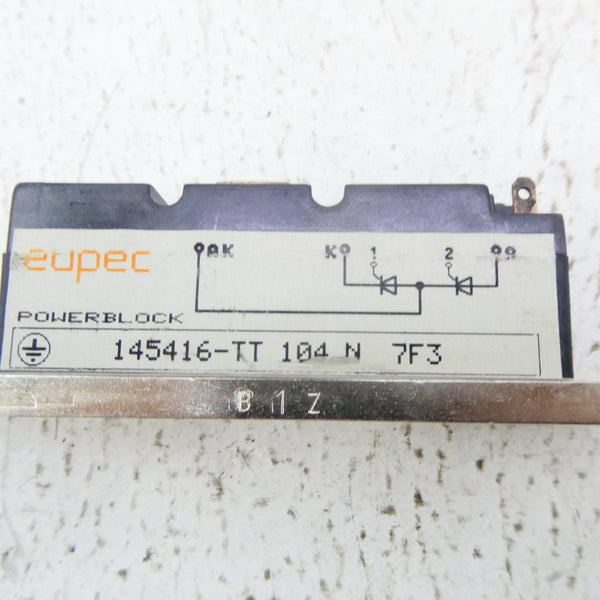 eupec
AK K 1 2 A
POWERBLOCK
145416-TT 104 N 7F3
B 1 Z